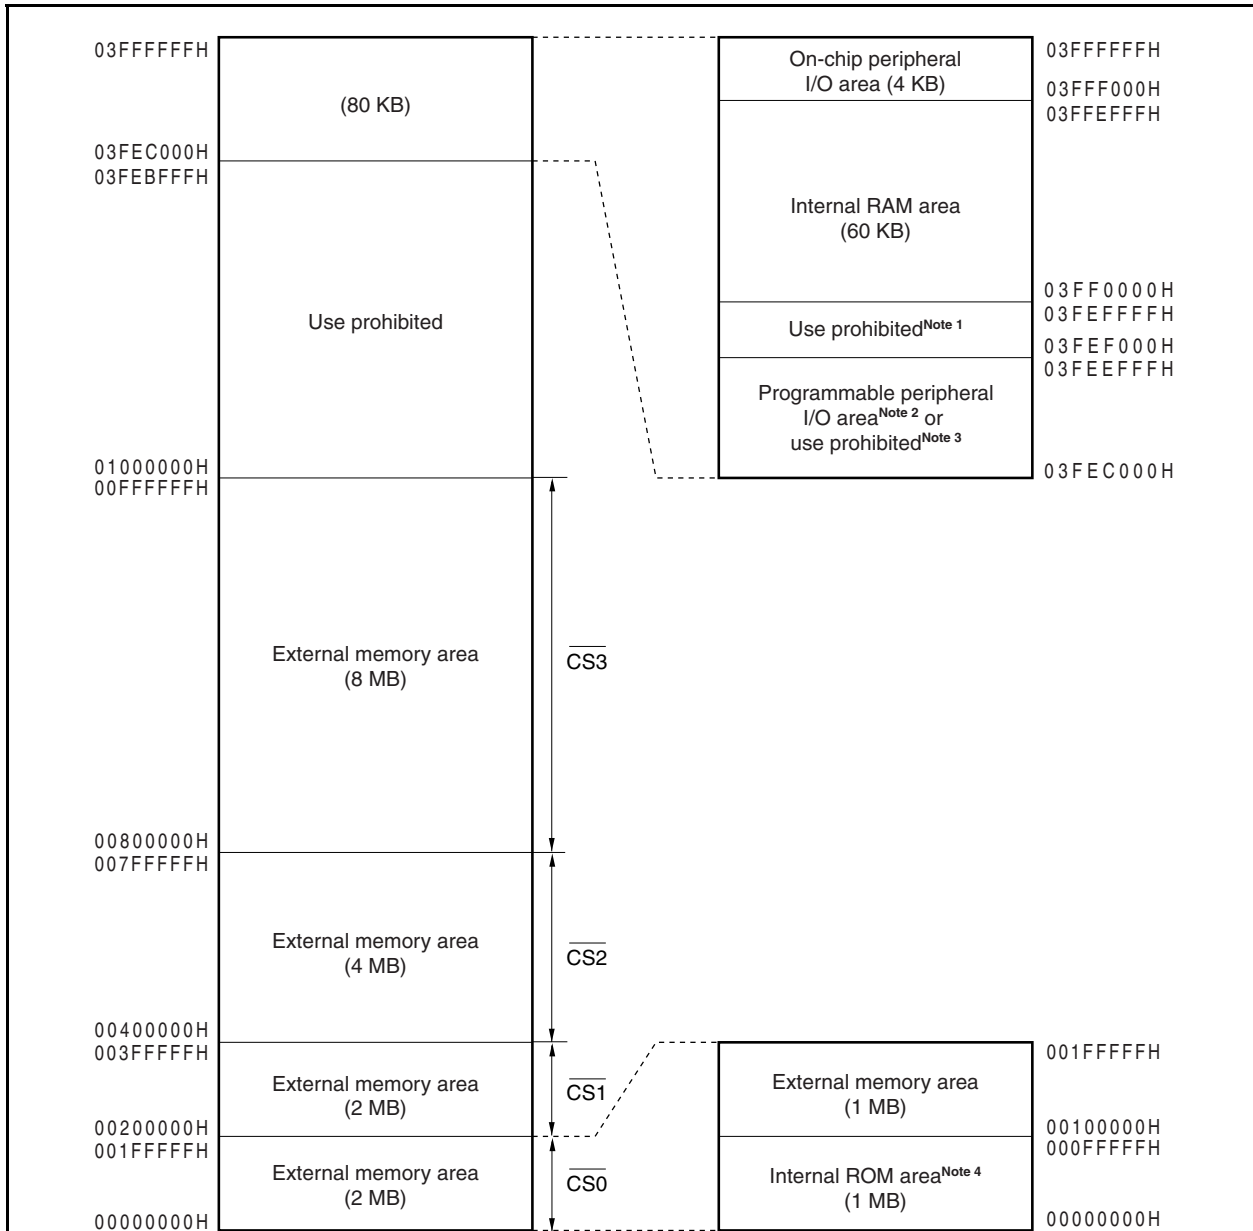 03FFFFFFH
(80 KB)
03FEC000H
03FEBFFFH
Use prohibited
01000000H
00FFFFFFH
External memory area
(8 MB)
CS3
00800000H
007FFFFFH
External memory area
(4 MB)
CS2
00400000H
003FFFFFH
External memory area
(2 MB)
CS1
00200000H
001FFFFFH
External memory area
(2 MB)
CS0
00000000H
On-chip peripheral
I/O area (4 KB)
03FFFFFFH
03FFF000H
03FFEFFFH
Internal RAM area
(60 KB)
03FF0000H
03FEFFFFH
Use prohibitedNote 1
03FEF000H
03FEEFFFH
Programmable peripheral
I/O areaNote 2 or
use prohibitedNote 3
03FEC000H
001FFFFFH
External memory area
(1 MB)
00100000H
000FFFFFH
Internal ROM areaNote 4
(1 MB)
00000000H